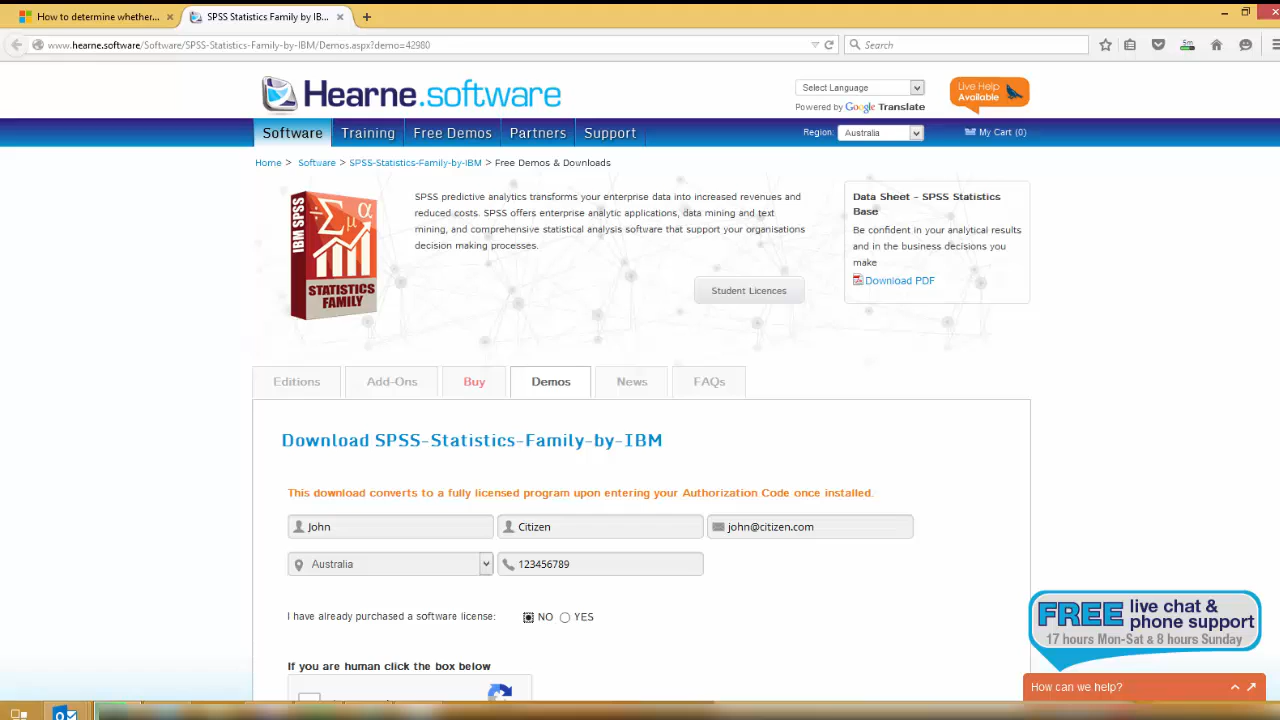 How to determine whether...
SPSS Statistics Family by IB...
www.hearne.software/Software/SPSS-Statistics-Family-by-IBM/Demos.aspx?demo=42980
Search
5m
Hearne.software
Select Language
Powered by Google Translate
Live Help
Available
Software
Training
Free Demos
Partners
Support
Region:
Australia
My Cart (0)
Home > Software > SPSS-Statistics-Family-by-IBM > Free Demos & Downloads
IBM SPSS
÷ Σ μ α
STATISTICS
FAMILY
SPSS predictive analytics transforms your enterprise data into increased revenues and
reduced costs. SPSS offers enterprise analytic applications, data mining and text
mining, and comprehensive statistical analysis software that support your organisations
decision making processes.
Student Licences
Data Sheet - SPSS Statistics
Base
Be confident in your analytical results
and in the business decisions you
make
Download PDF
Editions
Add-Ons
Buy
Demos
News
FAQs
Download SPSS-Statistics-Family-by-IBM
This download converts to a fully licensed program upon entering your Authorization Code once installed.
John
Citizen
john@citizen.com
Australia
123456789
I have already purchased a software license:
NO
YES
If you are human click the box below
FREE live chat &
phone support
17 hours Mon-Sat & 8 hours Sunday
How can we help?